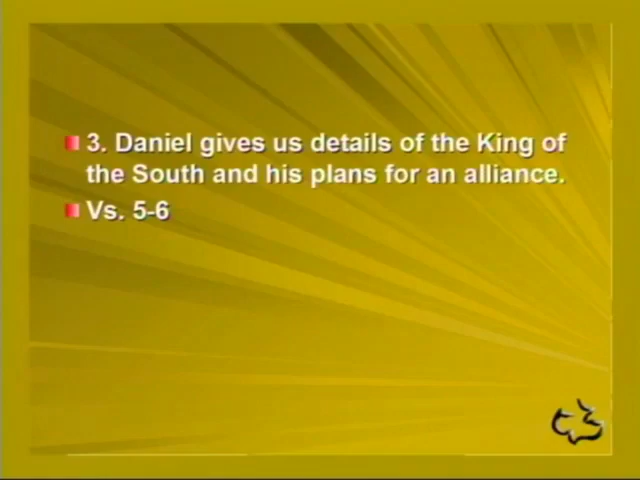 3. Daniel gives us details of the King of
the South and his plans for an alliance.
Vs. 5-6